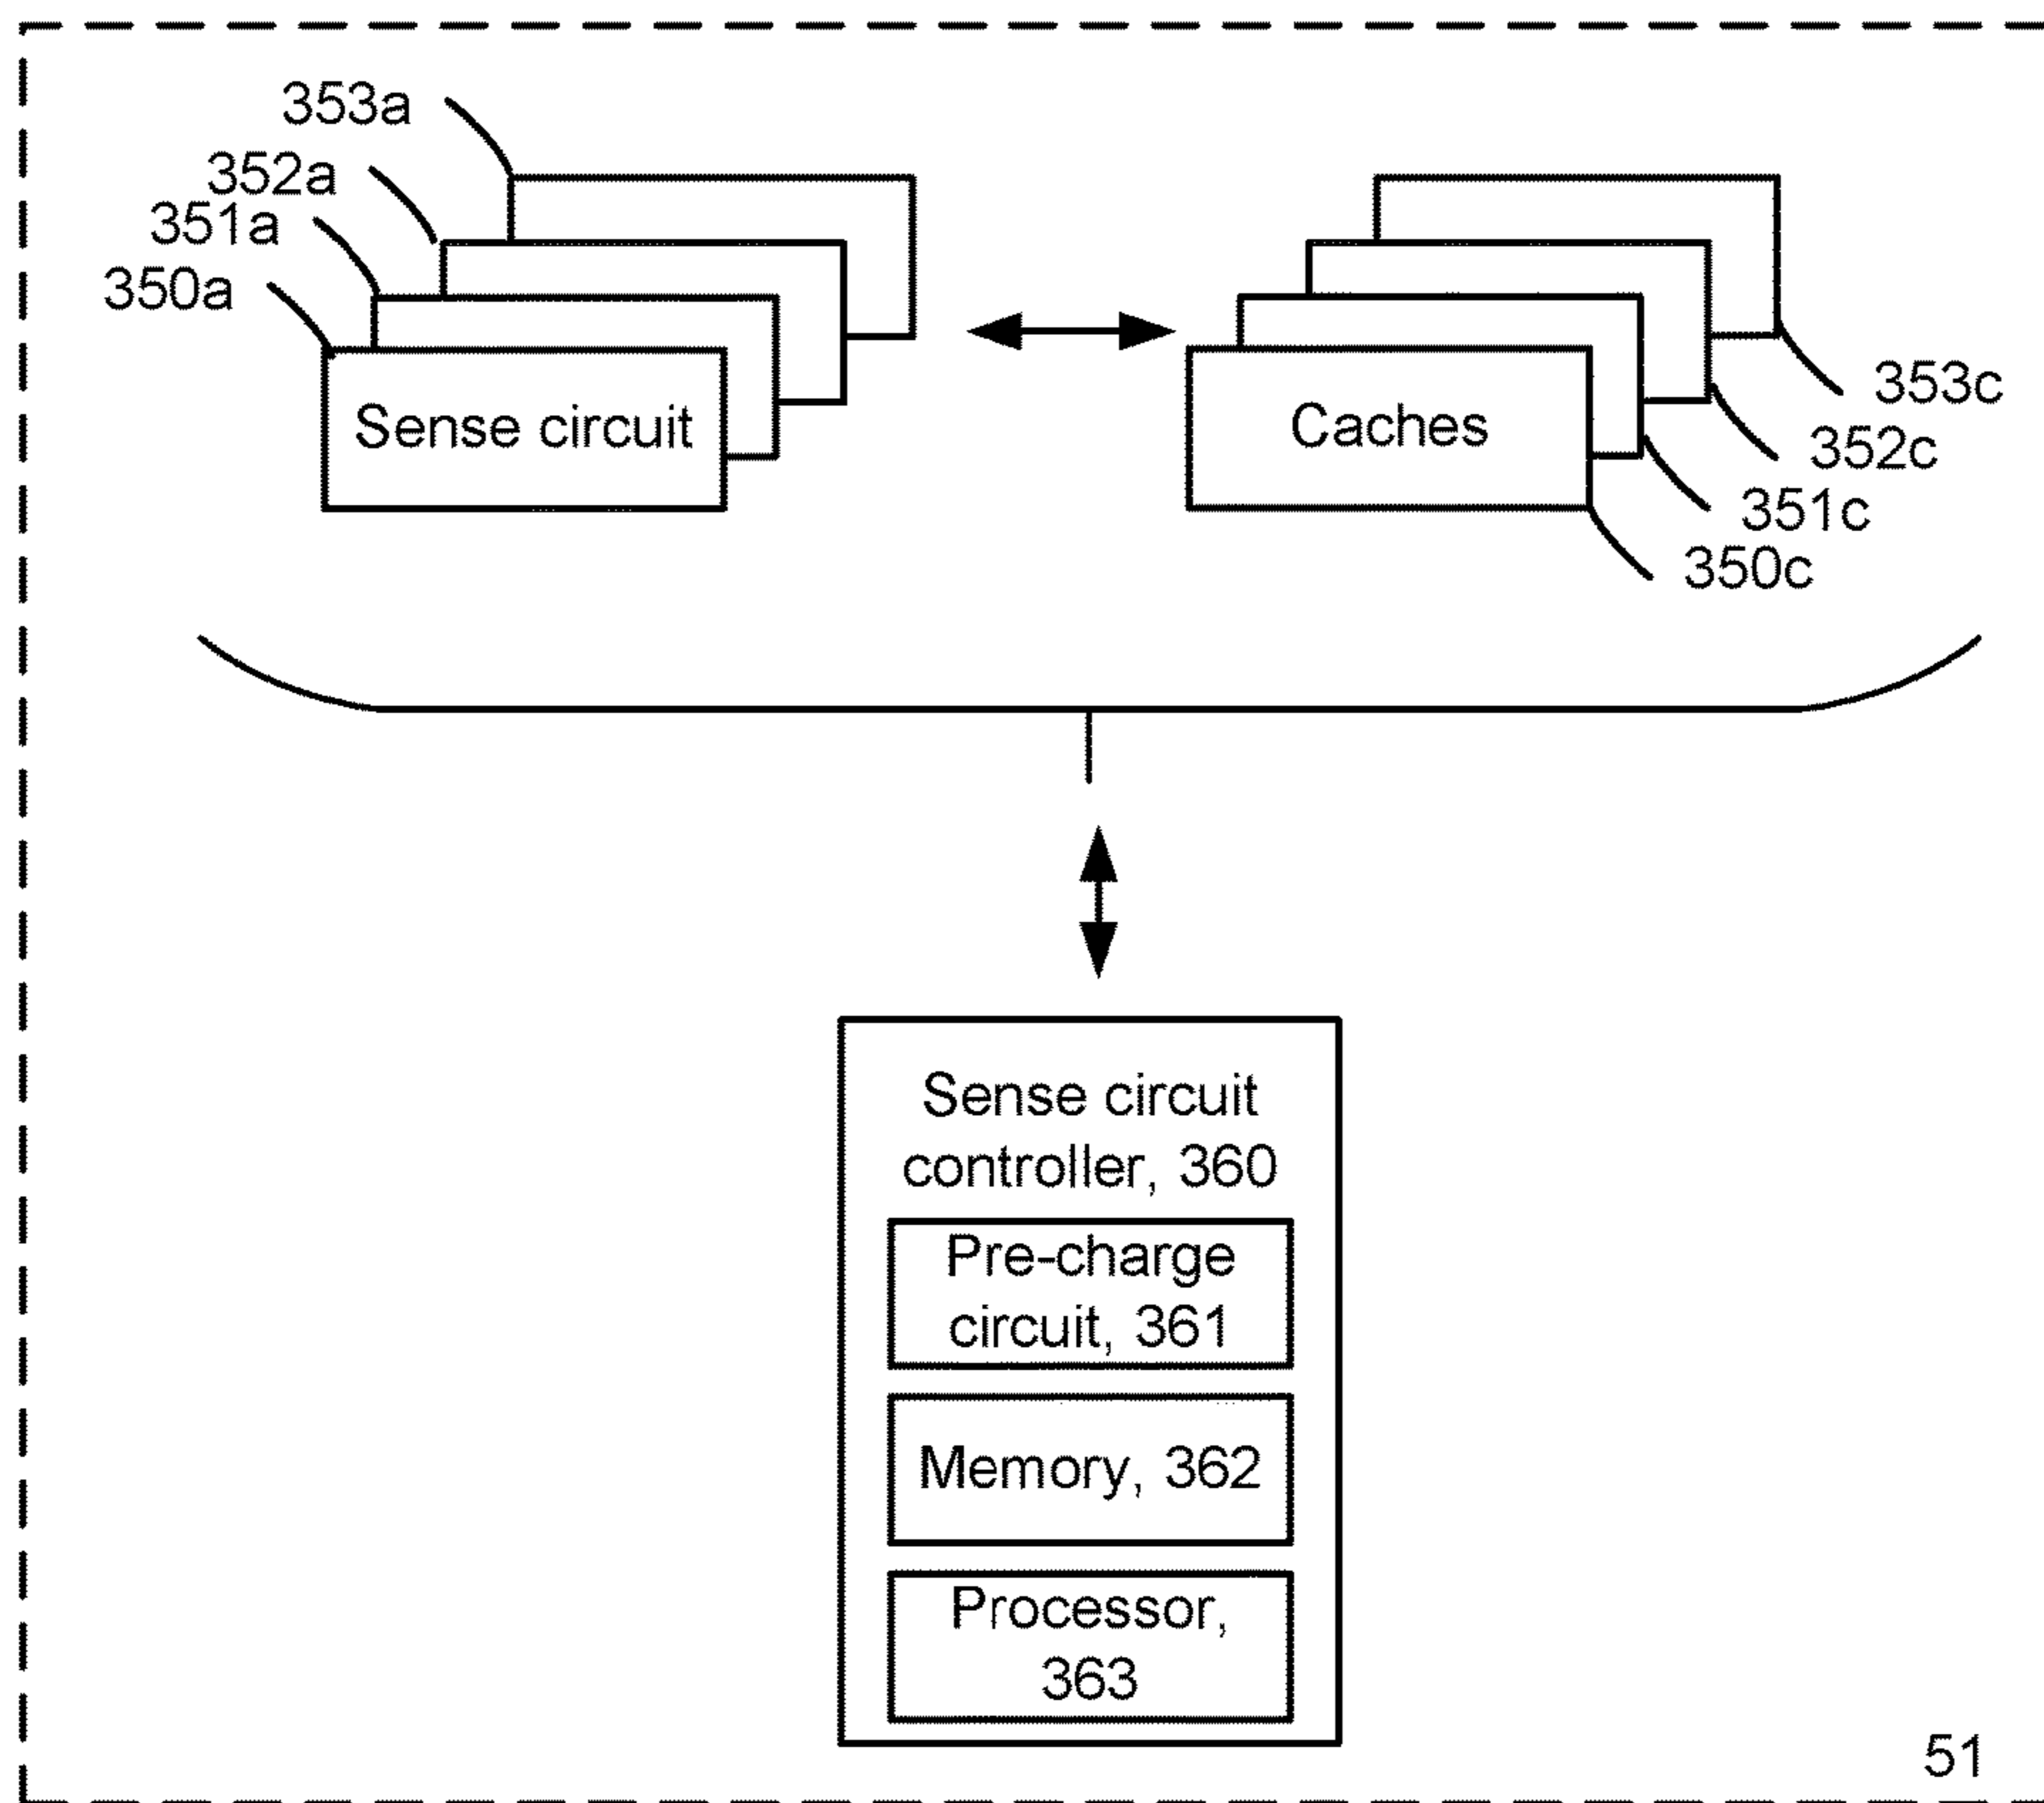 353a
352a
351a
350a
Sense circuit
Caches
353c
352c
351c
350c
Sense circuit
controller, 360
Pre-charge
circuit, 361
Memory, 362
Processor,
363
51